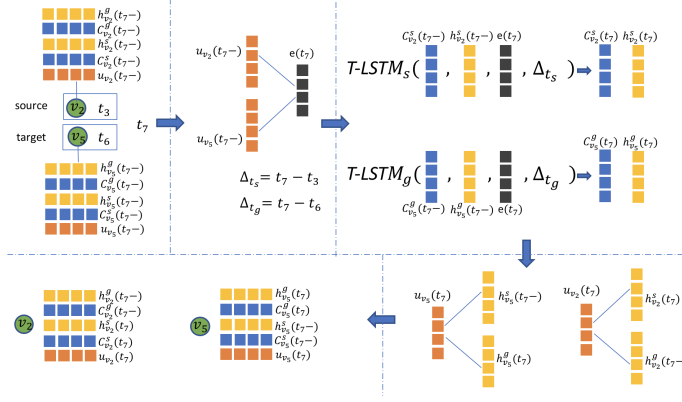 h^g_{v_2}(t_7−)
C^g_{v_2}(t_7−)
h^s_{v_2}(t_7−)
C^s_{v_2}(t_7−)
u_{v_2}(t_7−)
source
v_2 t_3
target
v_5 t_6
t_7
h^g_{v_5}(t_7−)
C^g_{v_5}(t_7−)
h^s_{v_5}(t_7−)
C^s_{v_5}(t_7−)
u_{v_5}(t_7−)
u_{v_2}(t_7−)
e(t_7)
u_{v_5}(t_7−)
Δ_{t_s} = t_7 − t_3
Δ_{t_g} = t_7 − t_6
C^s_{v_2}(t_7−) h^s_{v_2}(t_7−) e(t_7)
T-LSTM_s( , , , Δ_{t_s} )
C^s_{v_2}(t_7) h^s_{v_2}(t_7)
T-LSTM_g( , , , Δ_{t_g} )
C^g_{v_5}(t_7−) h^g_{v_5}(t_7−) e(t_7)
C^g_{v_5}(t_7) h^g_{v_5}(t_7)
v_2
h^g_{v_2}(t_7−)
C^g_{v_2}(t_7−)
h^s_{v_2}(t_7)
C^s_{v_2}(t_7)
u_{v_2}(t_7)
v_5
h^g_{v_5}(t_7)
C^g_{v_5}(t_7)
h^s_{v_5}(t_7−)
C^s_{v_5}(t_7−)
u_{v_5}(t_7)
u_{v_5}(t_7)
h^s_{v_5}(t_7−)
h^g_{v_5}(t_7)
u_{v_2}(t_7)
h^s_{v_2}(t_7)
h^g_{v_2}(t_7−